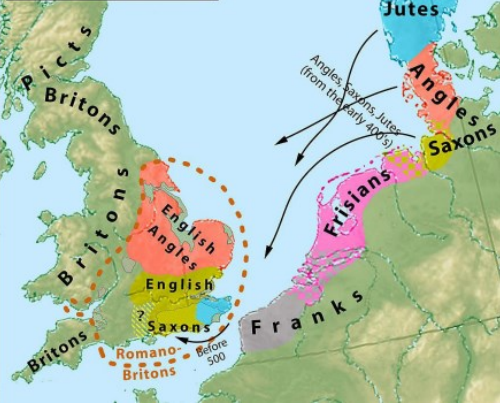 Jutes
Picts
Britons
Angles
Angles, Saxons, Jutes
(from the early 400's)
Saxons
Britons
English
Angles
Frisians
English
Saxons
?
Franks
Britons
Romano-
Britons
Before
500